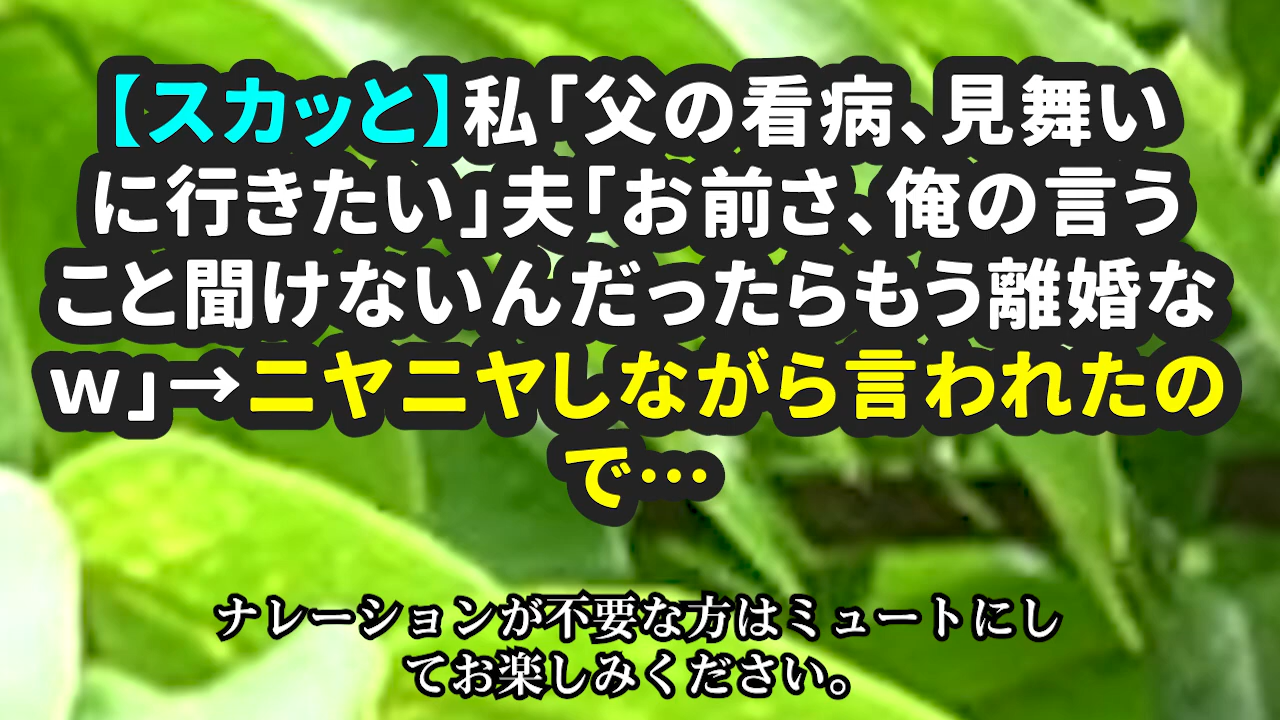 【スカッと】私「父の看病、見舞い
に行きたい」夫「お前さ、俺の言う
こと聞けないんだったらもう離婚な
w」→ニヤニヤしながら言われたの
で…
ナレーションが不要な方はミュートにし
てお楽しみください。